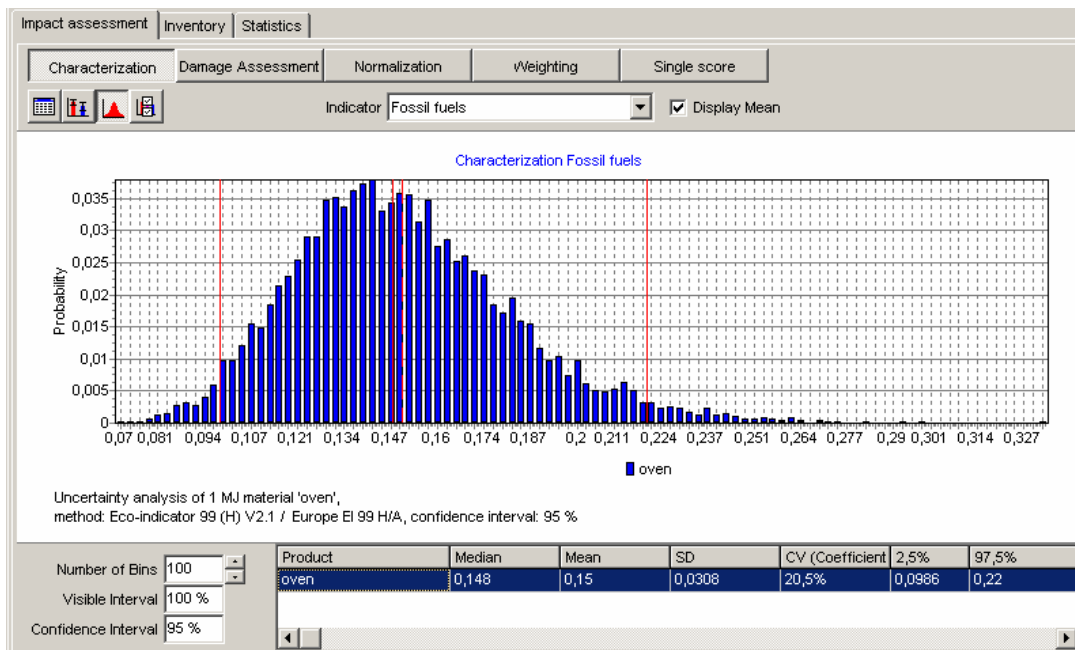 Impact assessment Inventory Statistics
Characterization Damage Assessment Normalization Weighting Single score
Indicator Fossil fuels Display Mean
Characterization Fossil fuels
Probability
0,035
0,03
0,025
0,02
0,015
0,01
0,005
0
0,07 0,081 0,094 0,107 0,121 0,134 0,147 0,16 0,174 0,187 0,2 0,211 0,224 0,237 0,251 0,264 0,277 0,29 0,301 0,314 0,327
oven
Uncertainty analysis of 1 MJ material 'oven',
method: Eco-indicator 99 (H) V2.1 / Europe EI 99 H/A, confidence interval: 95 %
Number of Bins 100
Visible Interval 100 %
Confidence Interval 95 %
Product Median Mean SD CV (Coefficient 2,5% 97,5%
oven 0,148 0,15 0,0308 20,5% 0,0986 0,22